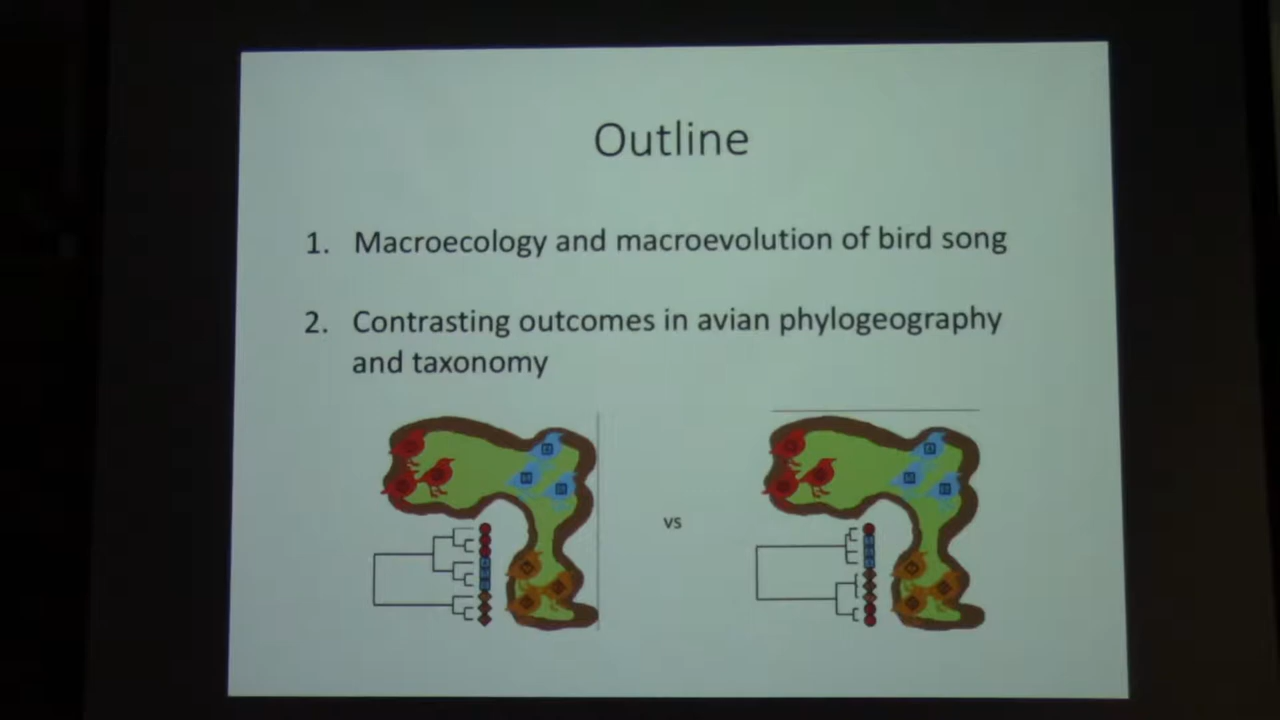 Outline
1. Macroecology and macroevolution of bird song
2. Contrasting outcomes in avian phylogeography
and taxonomy
vs